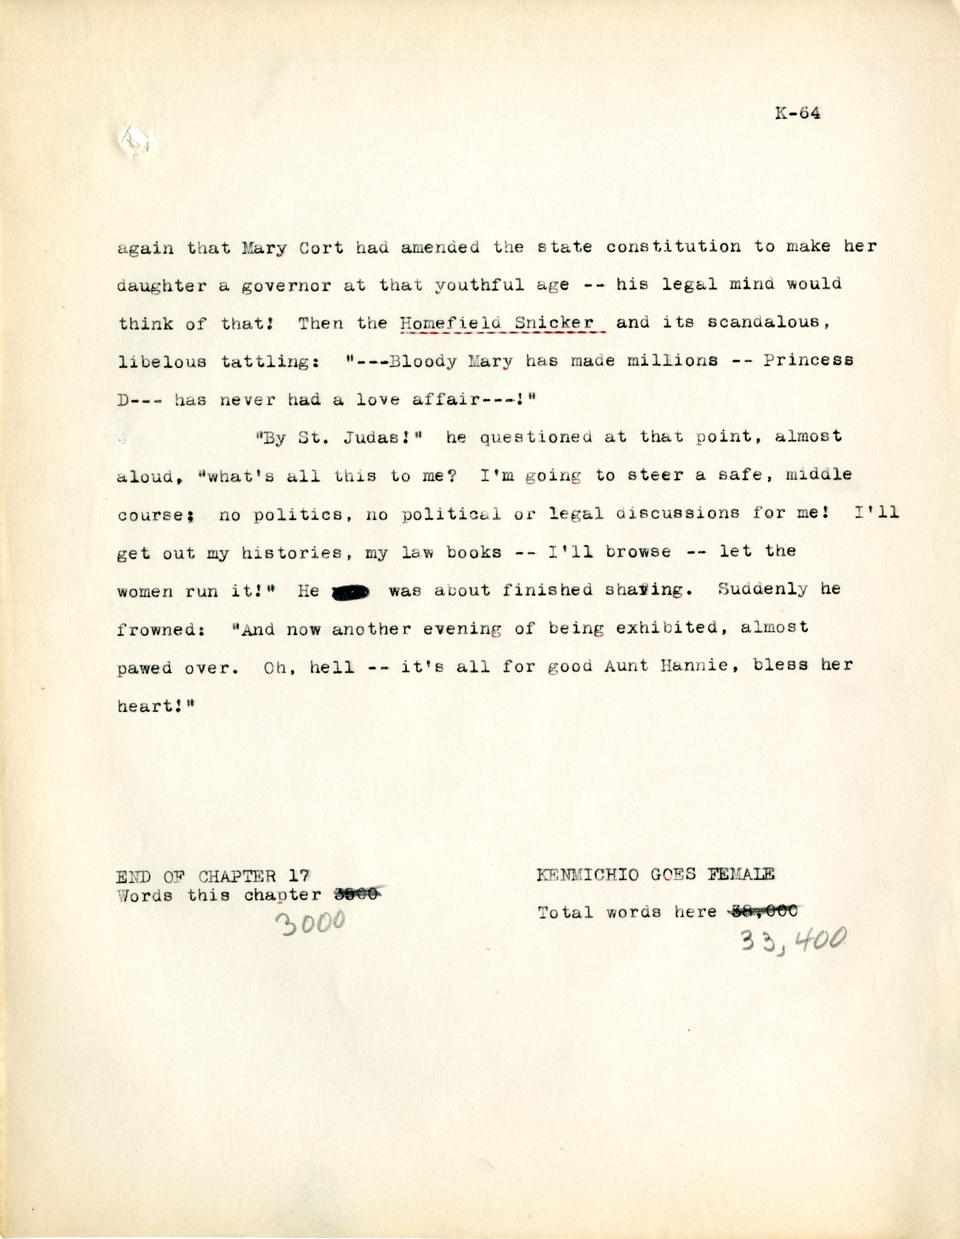 K-64
again that Mary Cort had amended the state constitution to make her
daughter a governor at that youthful age -- his legal mind would
think of that!  Then the Homefield Snicker and its scandalous,
libelous tattling:  "---Bloody Mary has made millions -- Princess
D--- has never had a love affair---!"
"By St. Judas!"  he questioned at that point, almost
aloud, "what's all this to me?  I'm going to steer a safe, middle
course;  no politics, no political or legal discussions for me!  I'll
get out my histories, my law books -- I'll browse -- let the
women run it!"  He was about finished shaving.  Suddenly he
frowned:  "And now another evening of being exhibited, almost
pawed over.  Oh, hell -- it's all for good Aunt Hannie, bless her
heart!"
END OF CHAPTER 17
Words this chapter
3000
KENMICHIO GOES FEMALE
Total words here 38,000
33,400